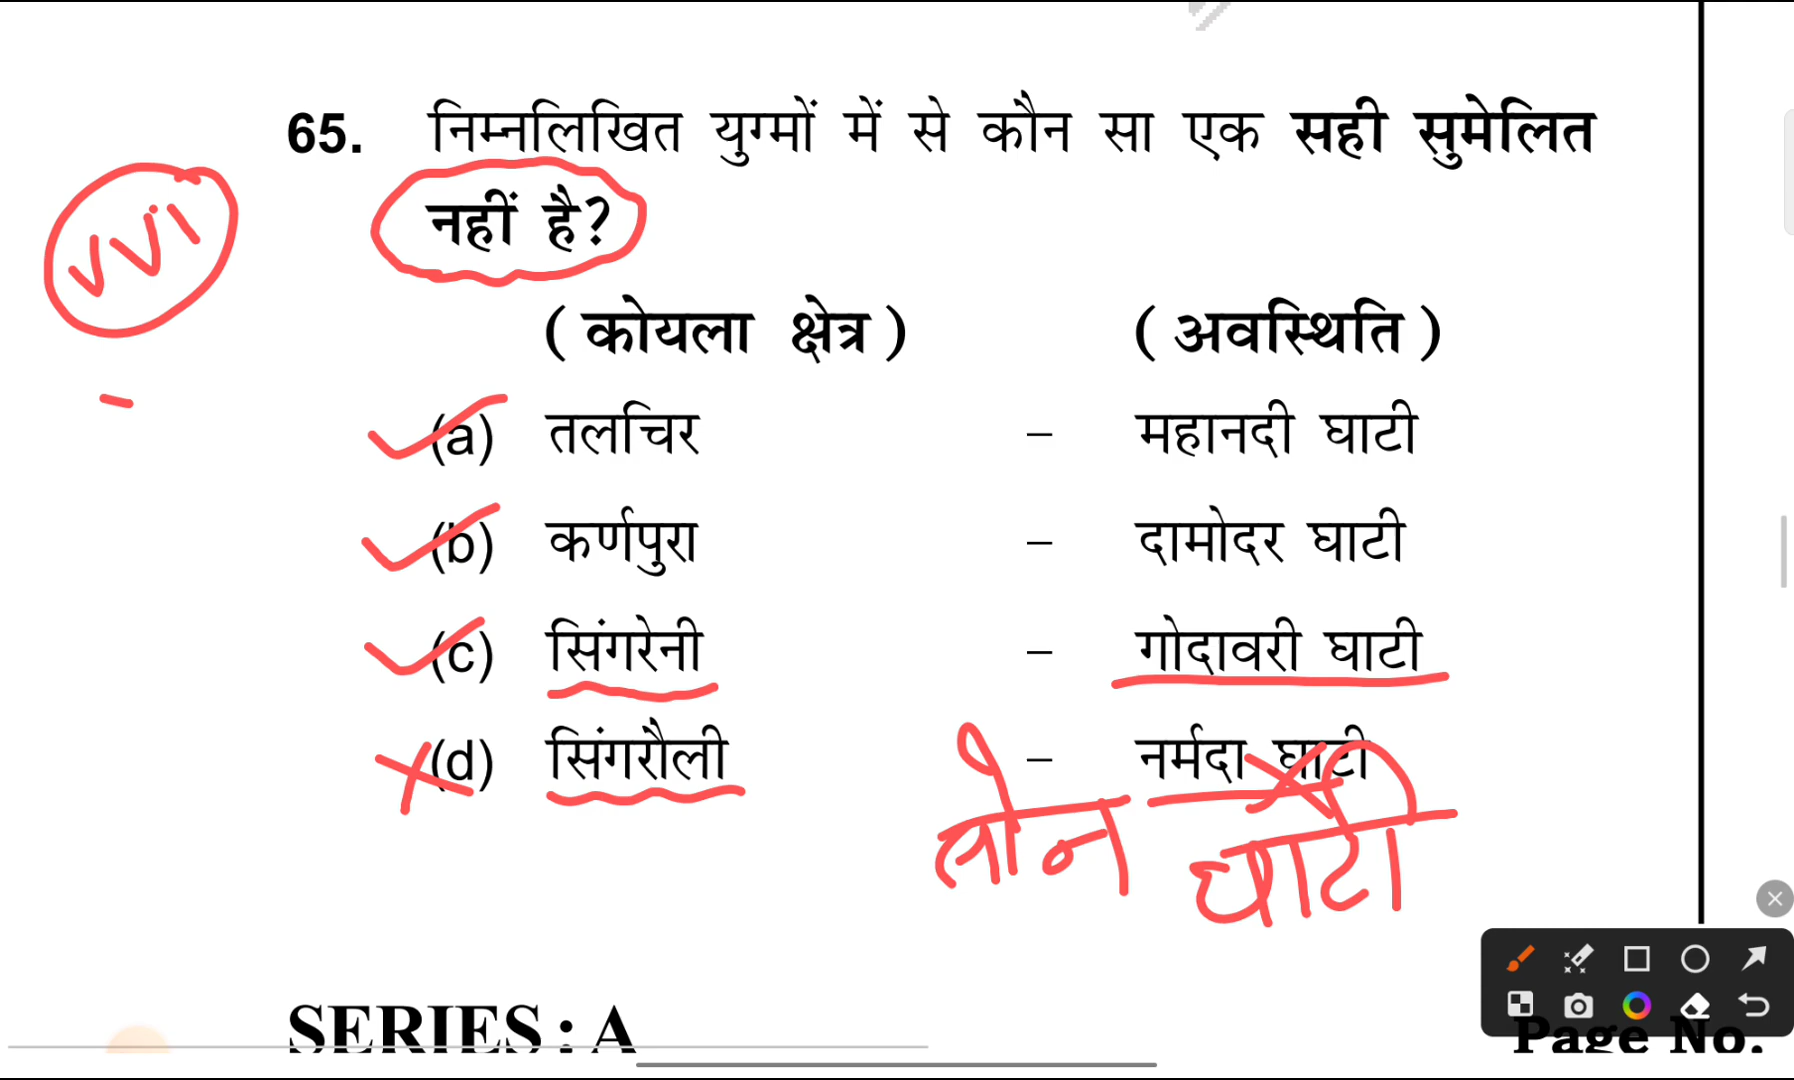 65. निम्नलिखित युग्मों में से कौन सा एक सही सुमेलित
नहीं है?
VVi
( कोयला क्षेत्र ) ( अवस्थिति )
(a) तलचिर – महानदी घाटी
(b) कर्णपुरा – दामोदर घाटी
(c) सिंगरेनी – गोदावरी घाटी
(d) सिंगरौली – नर्मदा घाटी
सोन घाटी
SERIES : A Page No.